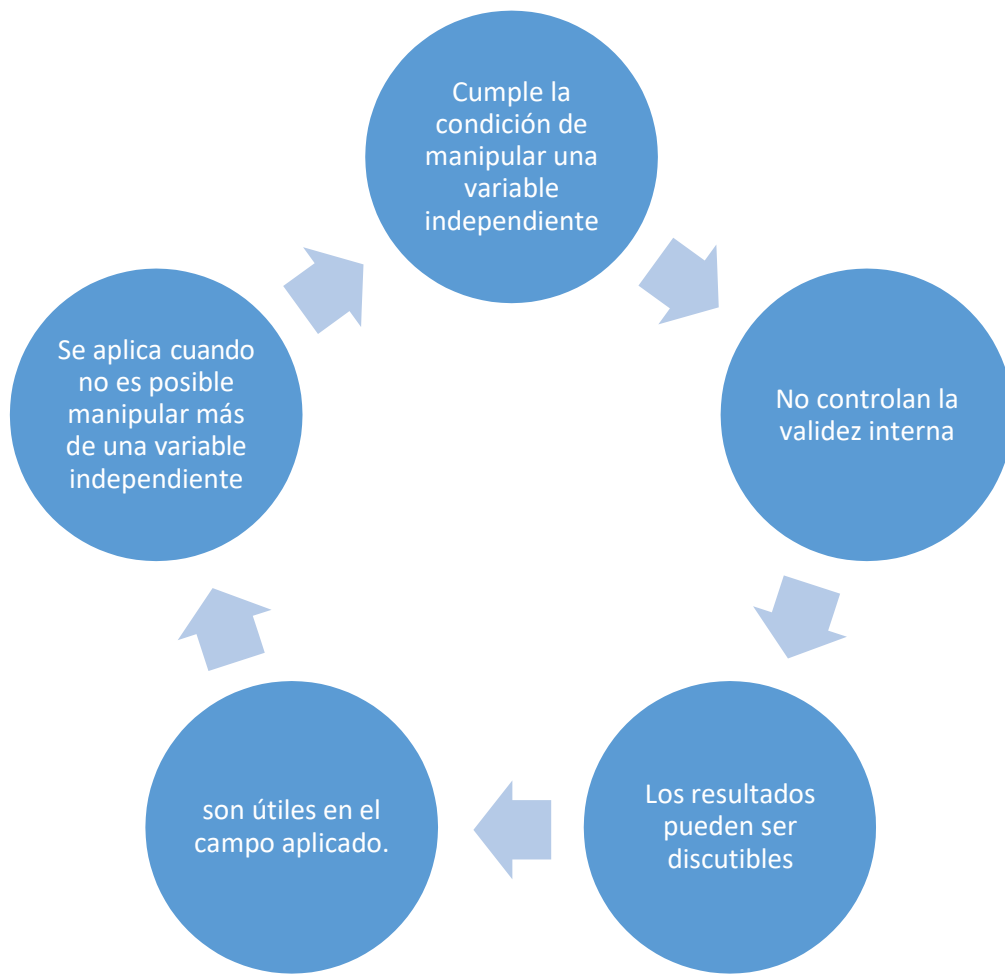 Cumple la
condición de
manipular una
variable
independiente
No controlan la
validez interna
Los resultados
pueden ser
discutibles
son útiles en el
campo aplicado.
Se aplica cuando
no es posible
manipular más
de una variable
independiente